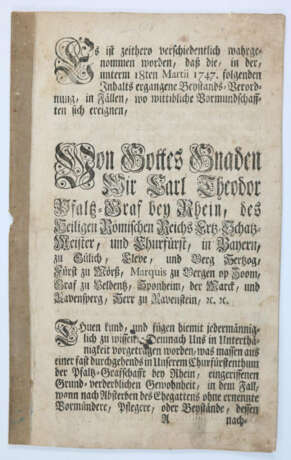 Es ist zeithero verschiedentlich wahrge-
nommen worden, daß die, in der,
unterm 18ten Martii 1747. folgenden
Inhalts ergangene Beystands-Verord-
nung, in Fällen, wo wittibliche Vormundschaff-
ten sich ereignen,
Von Gottes Gnaden
Wir Carl Theodor
Pfaltz-Graf bey Rhein, des
Heiligen Römischen Reichs Ertz-Schatz-
Meister, und Churfürst, in Bayern,
zu Gülich, Cleve, und Berg Hertzog,
Fürst zu Mörß, Marquis zu Bergen op Zoom,
Graf zu Veldentz, Sponheim, der Marck, und
Ravensperg, Herr zu Ravenstein, ꝛc. ꝛc.
Thuen kund, und fügen hiemit jedermännig-
lich zu wissen: Demnach Uns in Unterthä-
nigkeit vorgetragen worden, was massen aus
einer fast durchgehends in Unserem Churfürstenthum
der Pfaltz-Grafschafft bey Rhein, eingerissenen
Grund-verderblichen Gewohnheit, in dem Fall,
wann nach Absterben des Ehegattens ohne ernennte
Vormündere, Pflegere, oder Beystände, dessen
A nach-